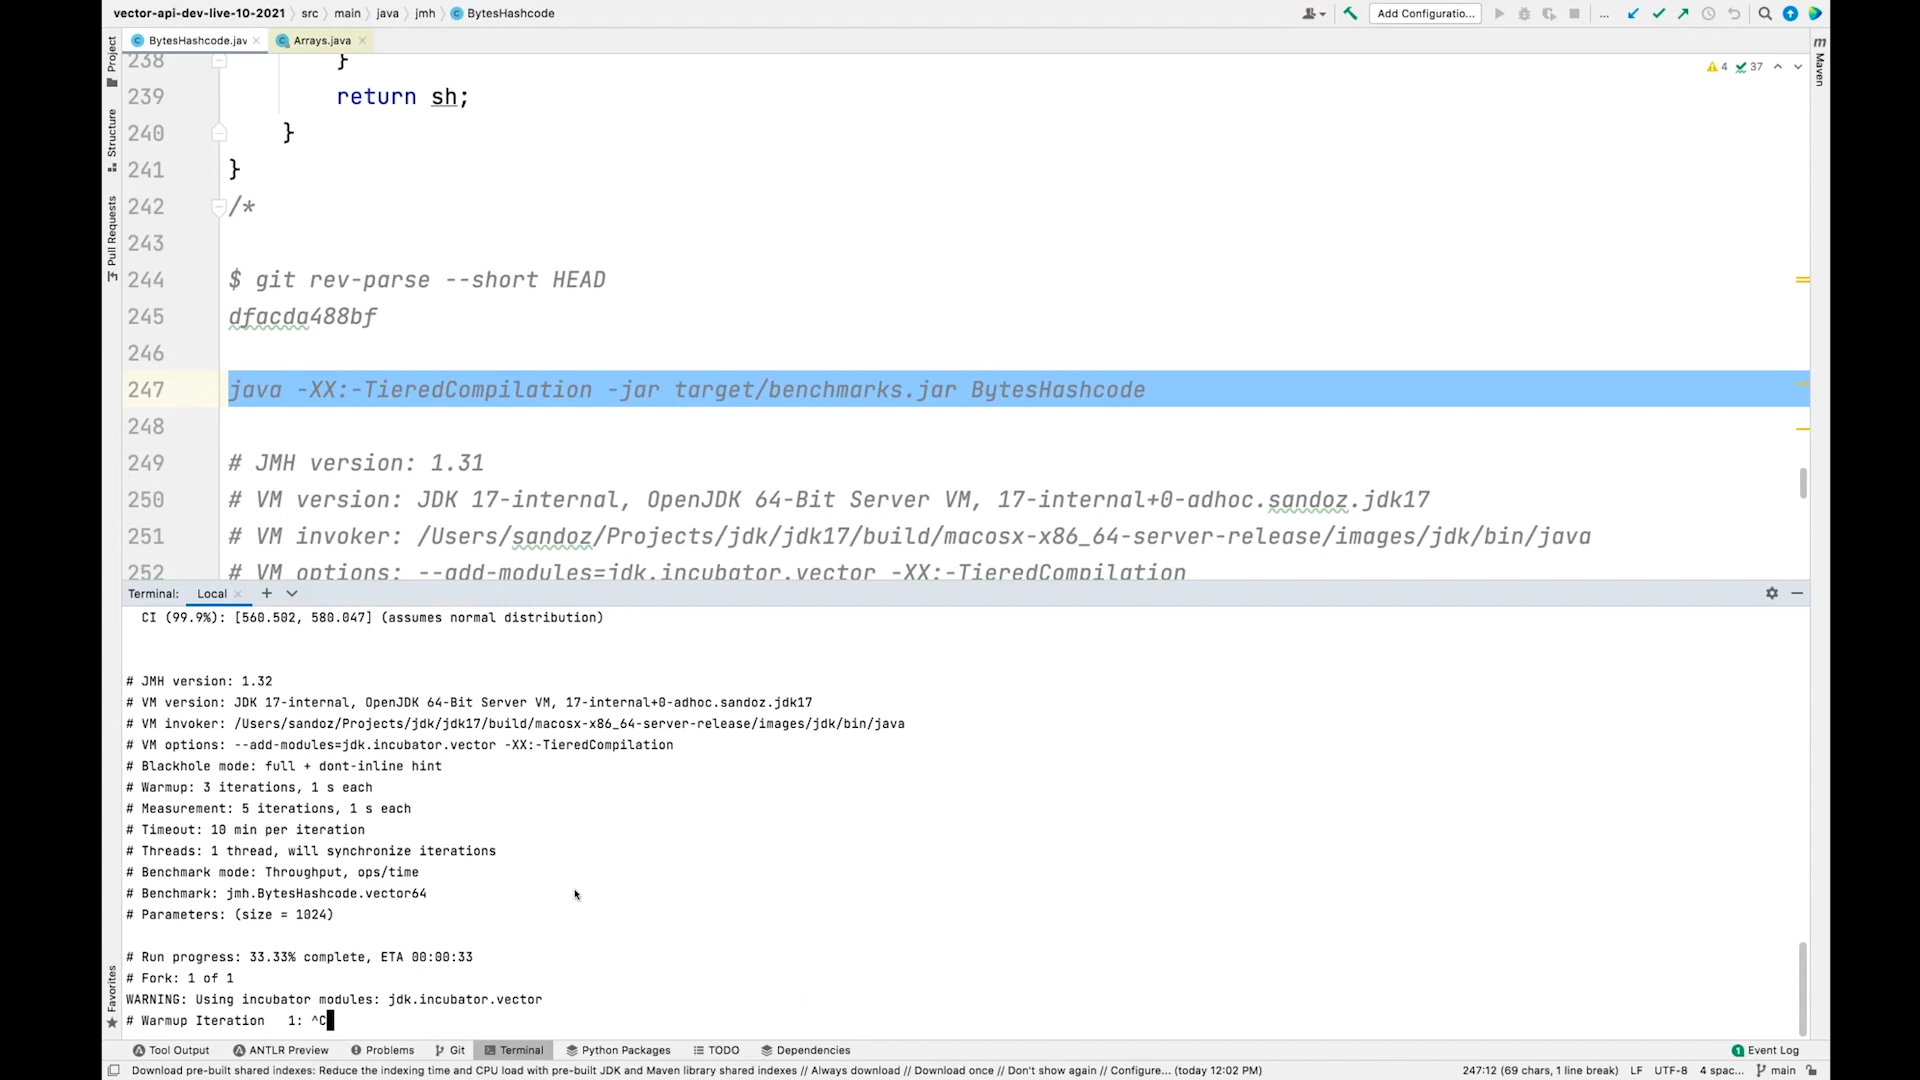 vector-api-dev-live-10-2021 src main java jmh BytesHashcode Add Configuratio... ...
BytesHashcode.jav Arrays.java
Project
Structure
Pull Requests
Favorites
m Maven
4 37
238 }
239 return sh;
240 }
241 }
242 /*
243
244 $ git rev-parse --short HEAD
245 dfacda488bf
246
247 java -XX:-TieredCompilation -jar target/benchmarks.jar BytesHashcode
248
249 # JMH version: 1.31
250 # VM version: JDK 17-internal, OpenJDK 64-Bit Server VM, 17-internal+0-adhoc.sandoz.jdk17
251 # VM invoker: /Users/sandoz/Projects/jdk/jdk17/build/macosx-x86_64-server-release/images/jdk/bin/java
252 # VM options: --add-modules=jdk.incubator.vector -XX:-TieredCompilation
Terminal: Local
CI (99.9%): [560.502, 580.047] (assumes normal distribution)
# JMH version: 1.32
# VM version: JDK 17-internal, OpenJDK 64-Bit Server VM, 17-internal+0-adhoc.sandoz.jdk17
# VM invoker: /Users/sandoz/Projects/jdk/jdk17/build/macosx-x86_64-server-release/images/jdk/bin/java
# VM options: --add-modules=jdk.incubator.vector -XX:-TieredCompilation
# Blackhole mode: full + dont-inline hint
# Warmup: 3 iterations, 1 s each
# Measurement: 5 iterations, 1 s each
# Timeout: 10 min per iteration
# Threads: 1 thread, will synchronize iterations
# Benchmark mode: Throughput, ops/time
# Benchmark: jmh.BytesHashcode.vector64
# Parameters: (size = 1024)
# Run progress: 33.33% complete, ETA 00:00:33
# Fork: 1 of 1
WARNING: Using incubator modules: jdk.incubator.vector
# Warmup Iteration 1: ^C
Tool Output ANTLR Preview Problems Git Terminal Python Packages TODO Dependencies 1 Event Log
Download pre-built shared indexes: Reduce the indexing time and CPU load with pre-built JDK and Maven library shared indexes // Always download // Download once // Don't show again // Configure... (today 12:02 PM) 247:12 (69 chars, 1 line break) LF UTF-8 4 spac... main